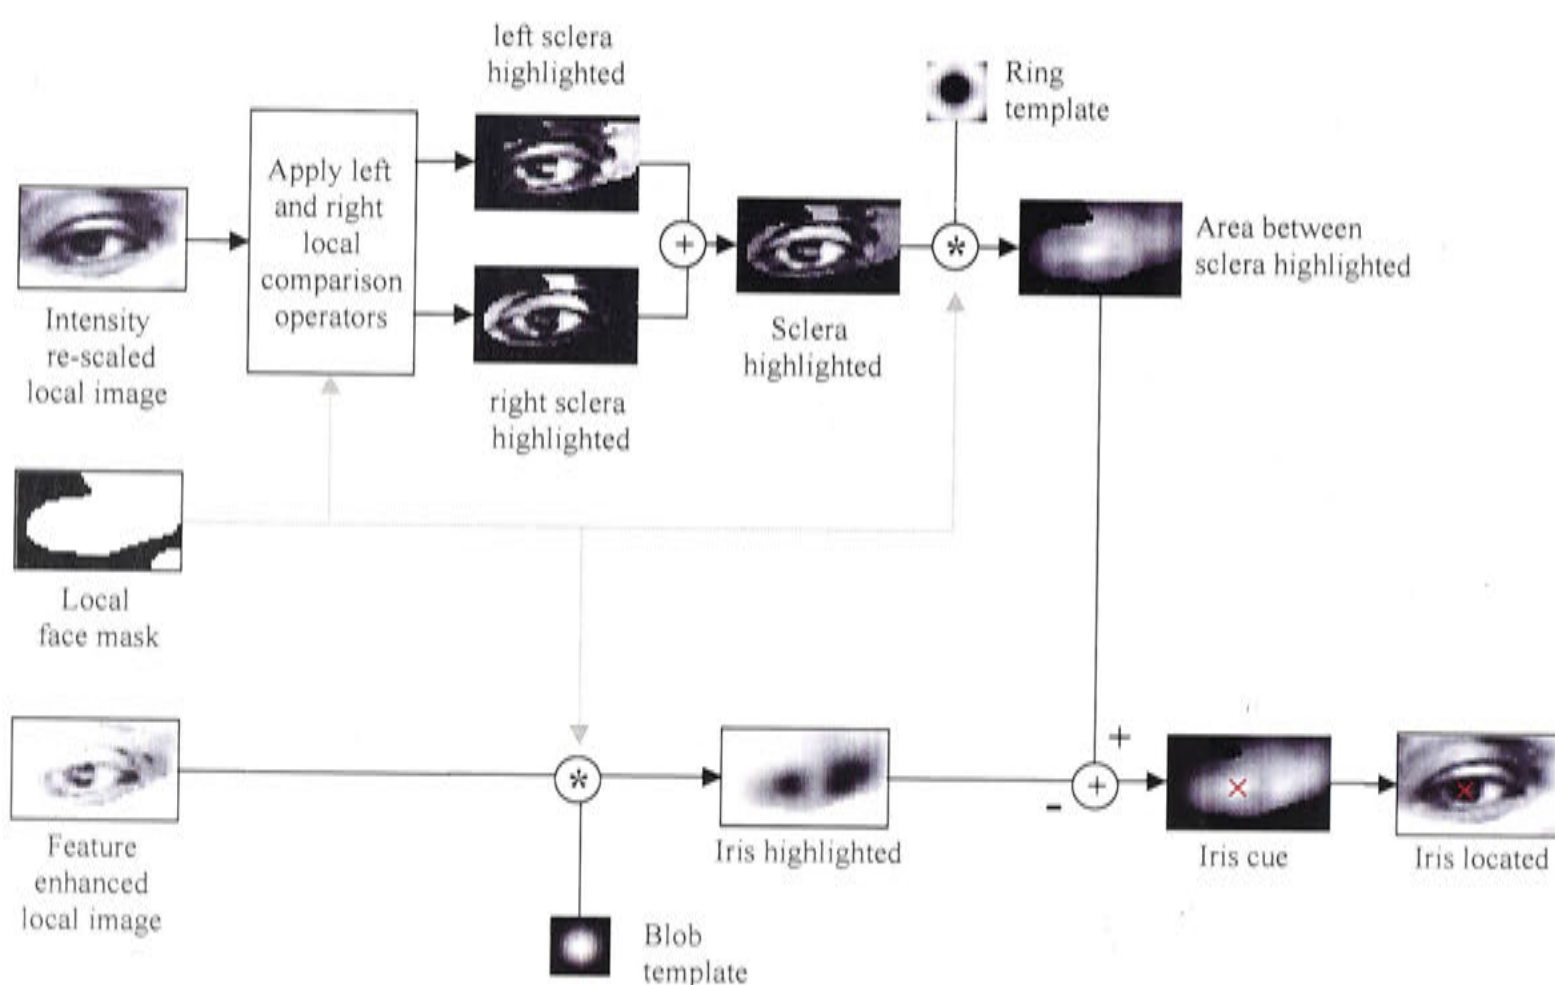 left sclera
highlighted
Ring
template
Apply left
and right
local
comparison
operators
+
*
Area between
sclera highlighted
Intensity
re-scaled
local image
Sclera
highlighted
right sclera
highlighted
Local
face mask
+
*
-
+
Feature
enhanced
local image
Iris highlighted
Iris cue
Iris located
Blob
template